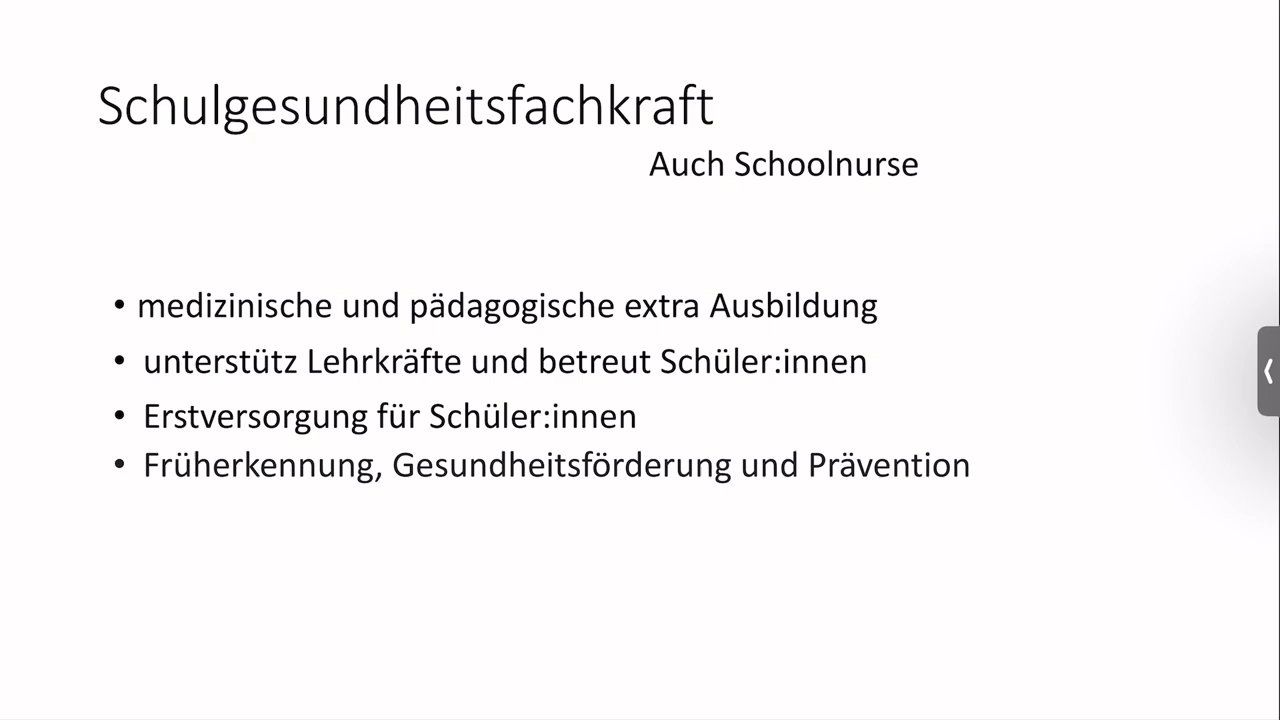 Schulgesundheitsfachkraft
Auch Schoolnurse
• medizinische und pädagogische extra Ausbildung
• unterstütz Lehrkräfte und betreut Schüler:innen
• Erstversorgung für Schüler:innen
• Früherkennung, Gesundheitsförderung und Prävention